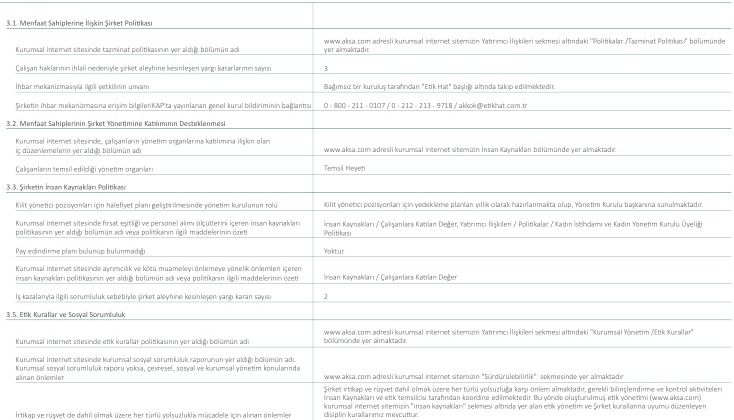 3.1. Menfaat Sahiplerine İlişkin Şirket Politikası
Kurumsal internet sitesinde tazminat politikasının yer aldığı bölümün adı
www.aksa.com adresli kurumsal internet sitemizin Yatırımcı İlişkileri sekmesi altındaki "Politikalar /Tazminat Politikası" bölümünde
yer almaktadır.
Çalışan haklarının ihlali nedeniyle şirket aleyhine kesinleşen yargı kararlarının sayısı
3
İhbar mekanizmasıyla ilgili yetkilinin unvanı
Bağımsız bir kuruluş tarafından "Etik Hat" başlığı altında takip edilmektedir.
Şirketin ihbar mekanizmasına erişim bilgileriKAP'ta yayınlanan genel kurul bildiriminin bağlantısı
0 - 800 - 211 - 0107 / 0 - 212 - 213 - 9718 / akkok@etikhat.com.tr
3.2. Menfaat Sahiplerinin Şirket Yönetimine Katılımının Desteklenmesi
Kurumsal internet sitesinde, çalışanların yönetim organlarına katılımına ilişkin olan
iç düzenlemelerin yer aldığı bölümün adı
www.aksa.com adresli kurumsal internet sitemizin İnsan Kaynakları bölümünde yer almaktadır.
Çalışanların temsil edildiği yönetim organları
Temsil Heyeti
3.3. Şirketin İnsan Kaynakları Politikası
Kilit yönetici pozisyonları için halefiyet planı geliştirilmesinde yönetim kurulunun rolü
Kilit yönetici pozisyonları için yedekleme planları yıllık olarak hazırlanmakta olup, Yönetim Kurulu başkanına sunulmaktadır.
Kurumsal internet sitesinde fırsat eşitliği ve personel alımı ölçütlerini içeren insan kaynakları
politikasının yer aldığı bölümün adı veya politikanın ilgili maddelerinin özeti
İnsan Kaynakları / Çalışanlara Katılan Değer, Yatırımcı İlişkileri / Politikalar / Kadın İstihdamı ve Kadın Yönetim Kurulu Üyeliği
Politikası
Pay edindirme planı bulunup bulunmadığı
Yoktur.
Kurumsal internet sitesinde ayrımcılık ve kötü muameleyi önlemeye yönelik önlemleri içeren
insan kaynakları politikasının yer aldığı bölümün adı veya politikanın ilgili maddelerinin özeti
İnsan Kaynakları / Çalışanlara Katılan Değer
İş kazalarıyla ilgili sorumluluk sebebiyle şirket aleyhine kesinleşen yargı kararı sayısı
2
3.5. Etik Kurallar ve Sosyal Sorumluluk
Kurumsal internet sitesinde etik kurallar politikasının yer aldığı bölümün adı
www.aksa.com adresli kurumsal internet sitemizin Yatırımcı İlişkileri sekmesi altındaki "Kurumsal Yönetim /Etik Kurallar"
bölümünde yer almaktadır.
Kurumsal internet sitesinde kurumsal sosyal sorumluluk raporunun yer aldığı bölümün adı.
Kurumsal sosyal sorumluluk raporu yoksa, çevresel, sosyal ve kurumsal yönetim konularında
alınan önlemler
www.aksa.com adresli kurumsal internet sitemizin "Sürdürülebilirlik" sekmesinde yer almaktadır
İrtikap ve rüşvet de dahil olmak üzere her türlü yolsuzlukla mücadele için alınan önlemler
Şirket irtikap ve rüşvet dahil olmak üzere her türlü yolsuzluğa karşı önlem almaktadır, gerekli bilinçlendirme ve kontrol aktiviteleri
İnsan Kaynakları ve etik temsilcisi tarafından koordine edilmektedir. Bu yönde oluşturulmuş etik yönetimi (www.aksa.com)
kurumsal internet sitemizin "insan kaynakları" sekmesi altında yer alan etik yönetim ve Şirket kurallarına uyumu düzenleyen
disiplin kurallarımız mevcuttur.